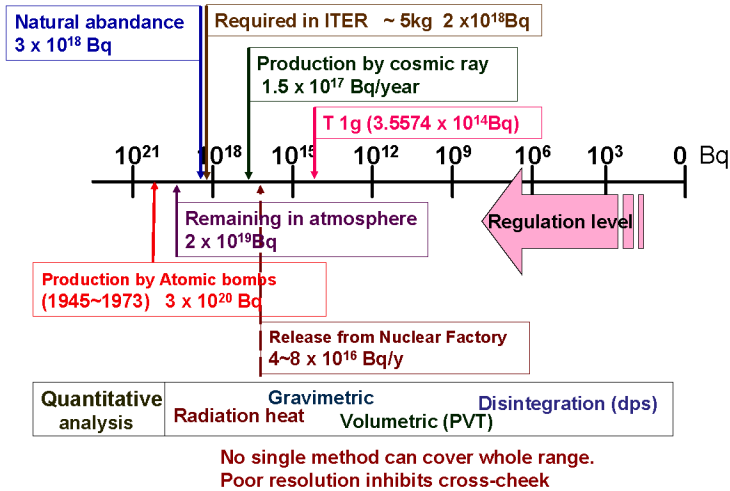 Natural abandance
3 x 10¹⁸ Bq
Required in ITER ~ 5kg 2 x10¹⁸Bq
Production by cosmic ray
1.5 x 10¹⁷ Bq/year
T 1g (3.5574 x 10¹⁴Bq)
10²¹ 10¹⁸ 10¹⁵ 10¹² 10⁹ 10⁶ 10³ 0 Bq
Remaining in atmosphere
2 x 10¹⁹Bq
Regulation level
Production by Atomic bombs
(1945~1973) 3 x 10²⁰ Bq
Release from Nuclear Factory
4~8 x 10¹⁶ Bq/y
Quantitative
analysis
Gravimetric
Radiation heat
Volumetric (PVT)
Disintegration (dps)
No single method can cover whole range.
Poor resolution inhibits cross-cheek